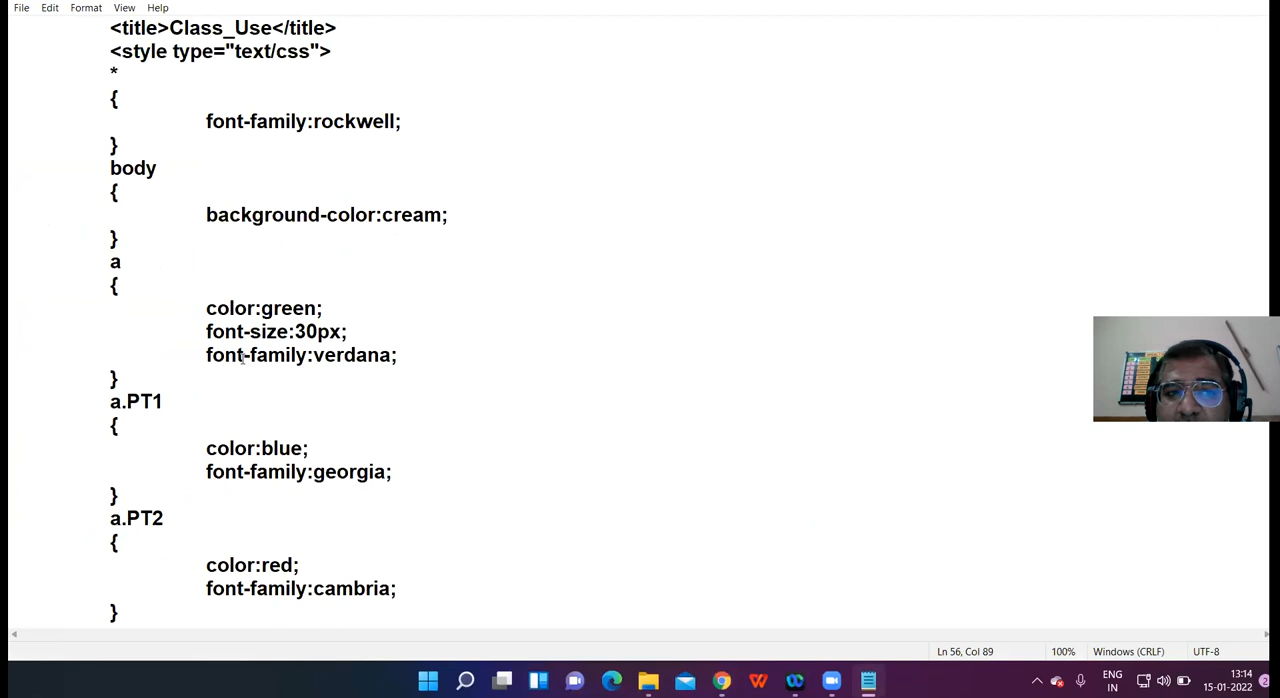 File Edit Format View Help
<title>Class_Use</title>
<style type="text/css">
*
{
font-family:rockwell;
}
body
{
background-color:cream;
}
a
{
color:green;
font-size:30px;
font-family:verdana;
}
a.PT1
{
color:blue;
font-family:georgia;
}
a.PT2
{
color:red;
font-family:cambria;
}
Ln 56, Col 89 100% Windows (CRLF) UTF-8
ENG 13:14
IN 15-01-2022 2